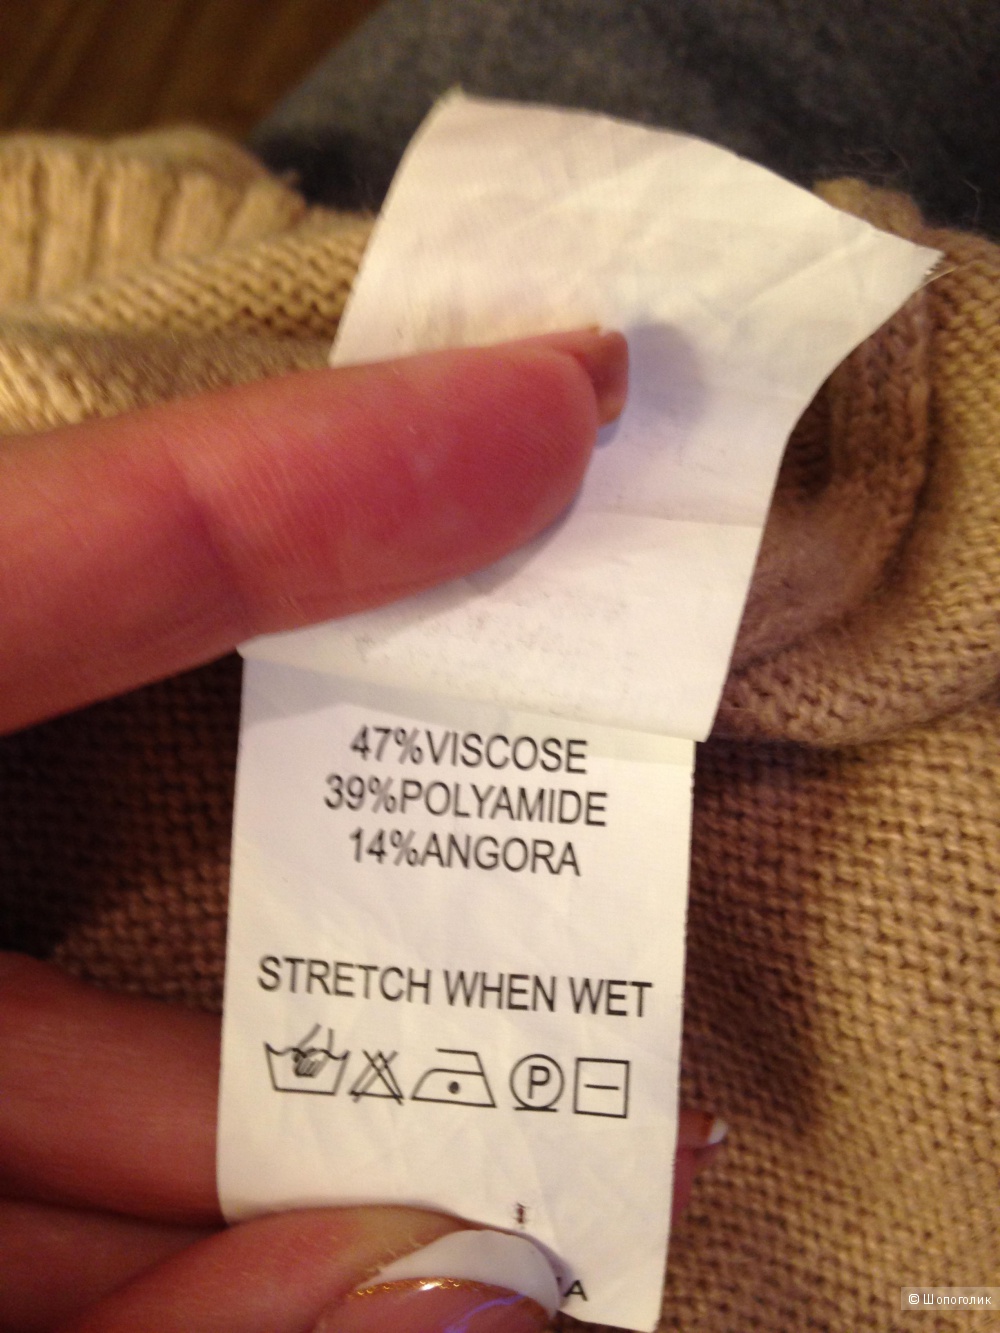 47%VISCOSE
39%POLYAMIDE
14%ANGORA
STRETCH WHEN WET
P
© Шопоголик